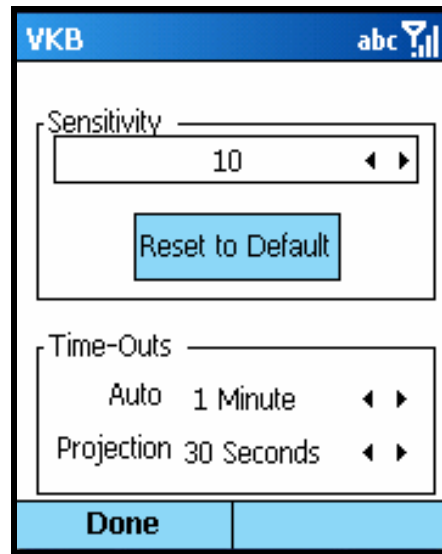 VKB abc
Sensitivity
10
Reset to Default
Time-Outs
Auto 1 Minute
Projection 30 Seconds
Done